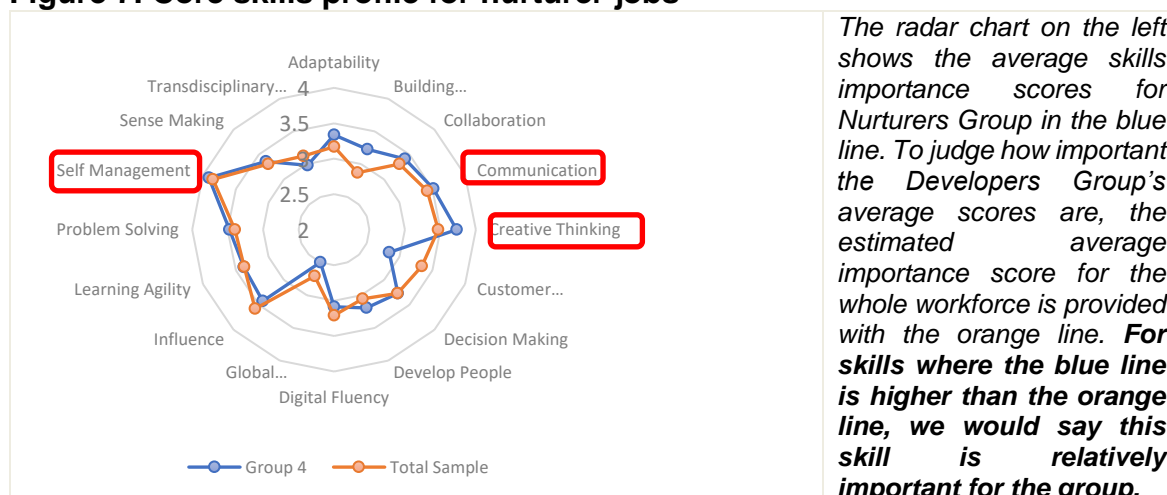 Figure 7: Core skills profile for nurturer jobs
Adaptability
Transdisciplinary…
Building…
Sense Making
Collaboration
Self Management
Communication
Problem Solving
Creative Thinking
Learning Agility
Customer…
Influence
Decision Making
Global…
Develop People
Digital Fluency
4
3.5
3
2.5
2
Group 4
Total Sample
The radar chart on the left
shows the average skills
importance scores for
Nurturers Group in the blue
line. To judge how important
the Developers Group's
average scores are, the
estimated average
importance score for the
whole workforce is provided
with the orange line. For
skills where the blue line
is higher than the orange
line, we would say this
skill is relatively
important for the group.